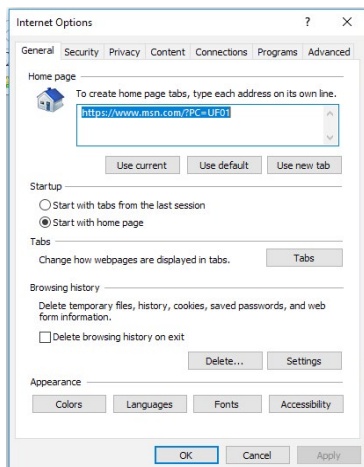 Internet Options
? X
General Security Privacy Content Connections Programs Advanced
Home page
To create home page tabs, type each address on its own line.
https://www.msn.com/?PC=UF01
Use current Use default Use new tab
Startup
Start with tabs from the last session
Start with home page
Tabs
Change how webpages are displayed in tabs. Tabs
Browsing history
Delete temporary files, history, cookies, saved passwords, and web
form information.
Delete browsing history on exit
Delete... Settings
Appearance
Colors Languages Fonts Accessibility
OK Cancel Apply